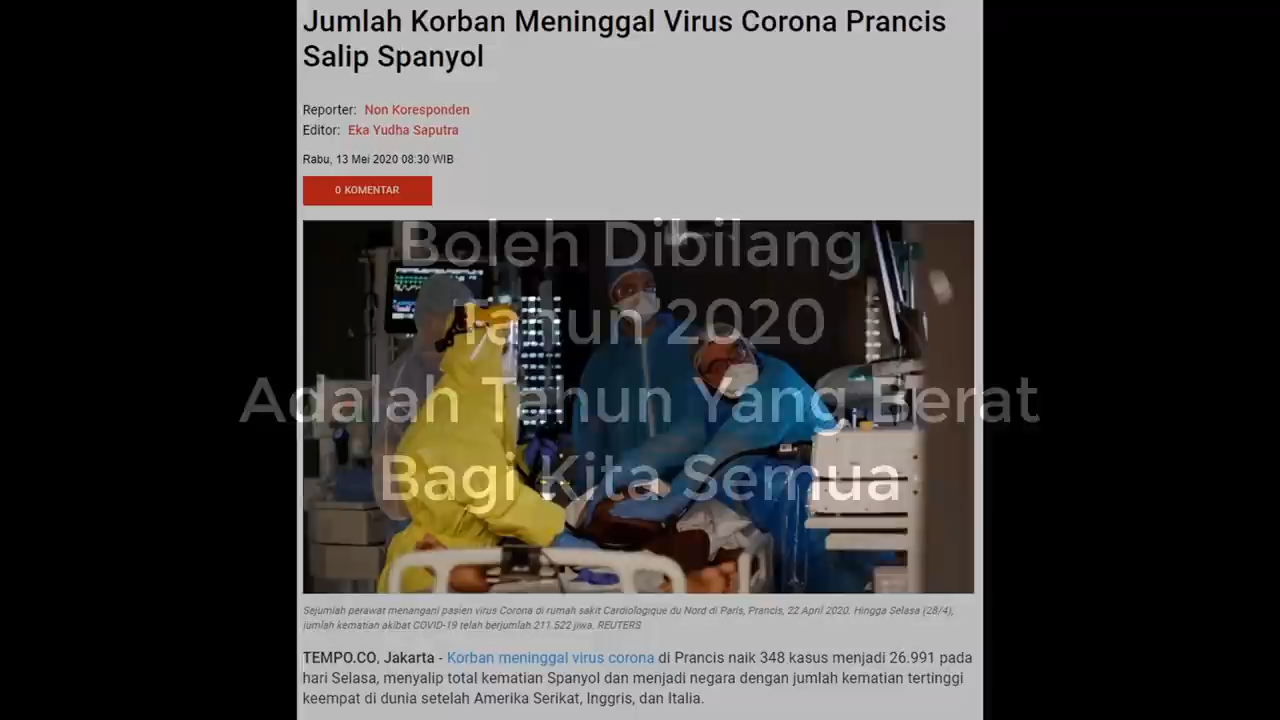 Jumlah Korban Meninggal Virus Corona Prancis
Salip Spanyol
Reporter: Non Koresponden
Editor: Eka Yudha Saputra
Rabu, 13 Mei 2020 08:30 WIB
0 KOMENTAR
Boleh Dibilang
Tahun 2020
Adalah Tahun Yang Berat
Bagi Kita Semua
Sejumlah perawat menangani pasien virus Corona di rumah sakit Cardiologique du Nord di Paris, Prancis, 22 April 2020. Hingga Selasa (28/4),
jumlah kematian akibat COVID-19 telah berjumlah 211.522 jiwa. REUTERS
TEMPO.CO, Jakarta - Korban meninggal virus corona di Prancis naik 348 kasus menjadi 26.991 pada
hari Selasa, menyalip total kematian Spanyol dan menjadi negara dengan jumlah kematian tertinggi
keempat di dunia setelah Amerika Serikat, Inggris, dan Italia.